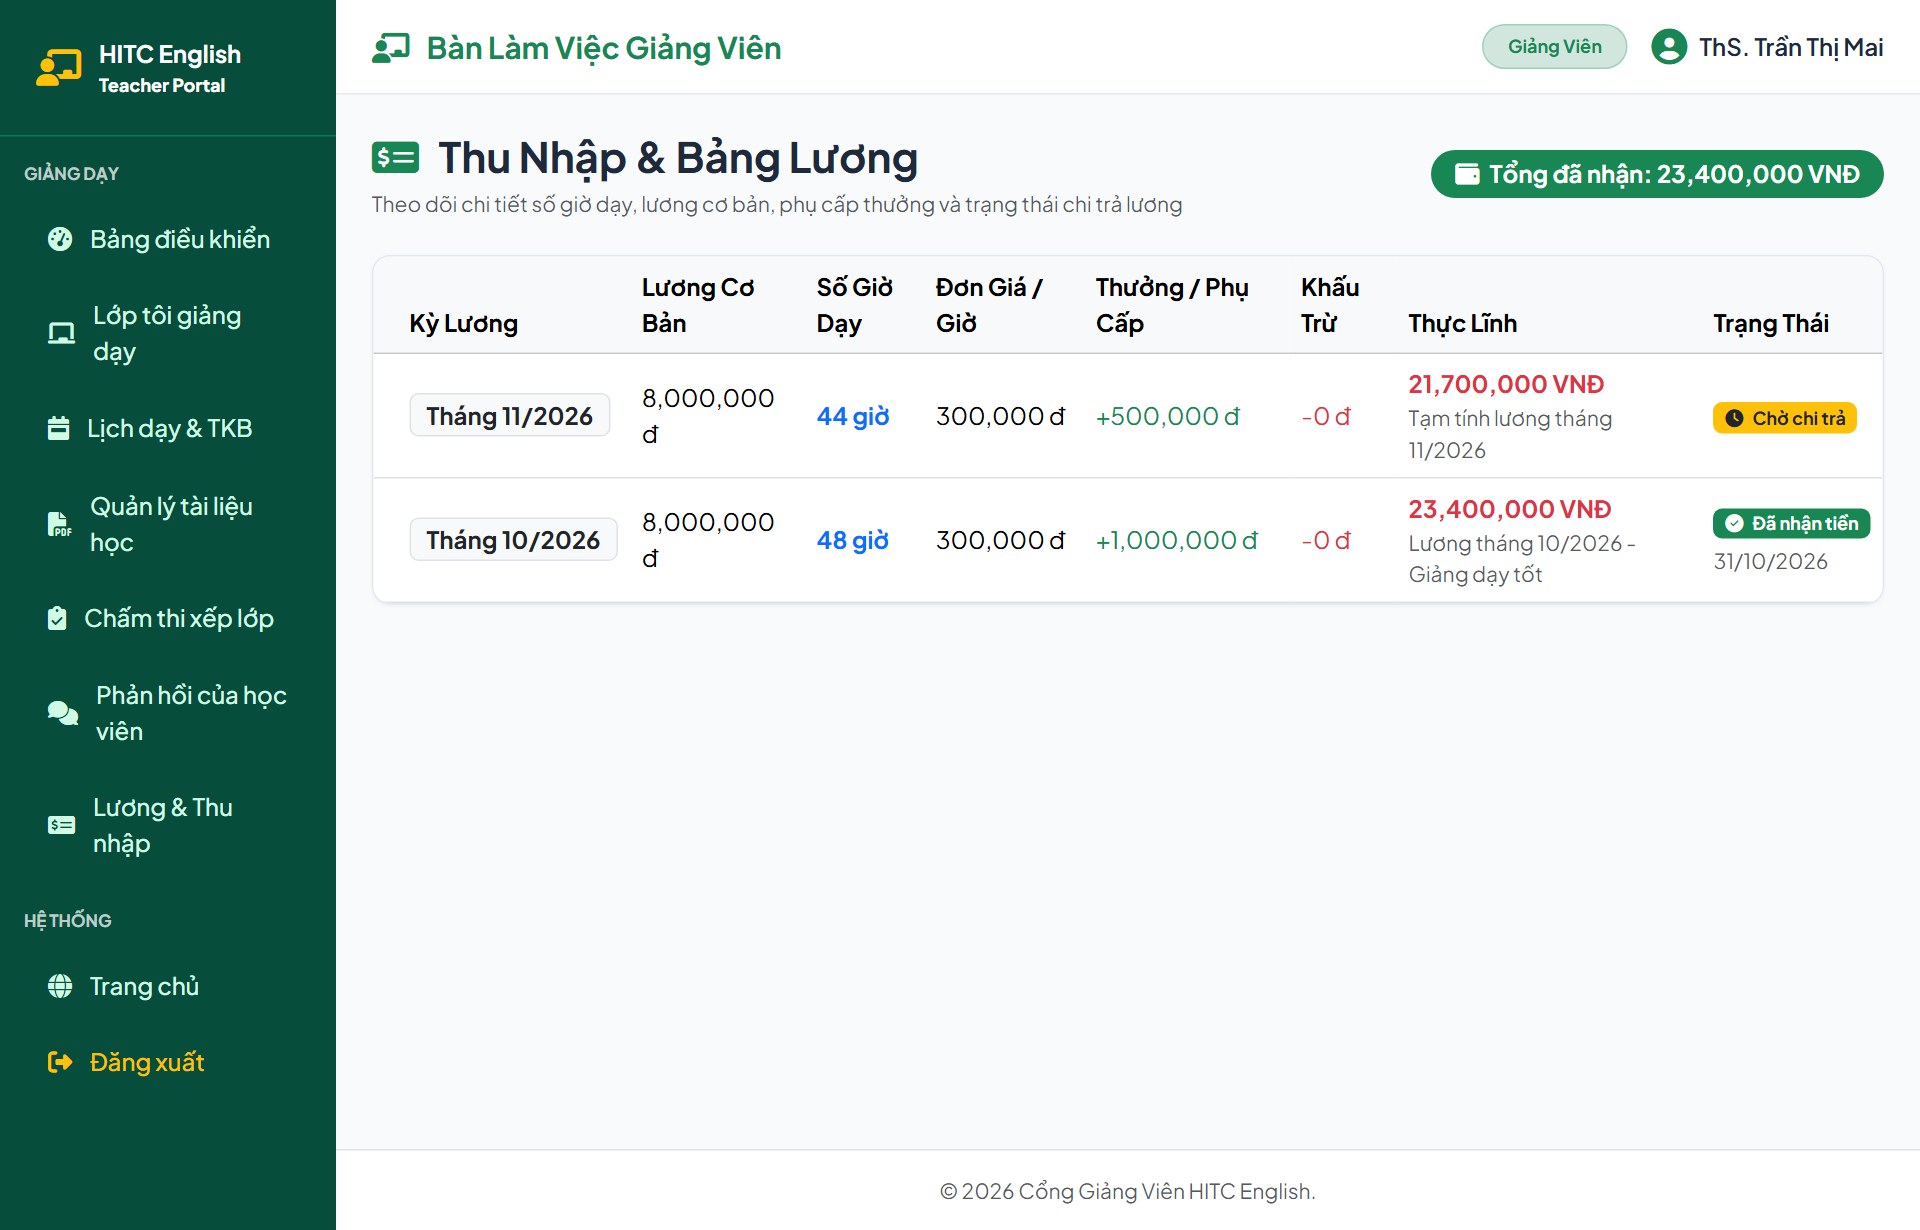 HITC English
Teacher Portal
GIẢNG DẠY
Bảng điều khiển
Lớp tôi giảng
dạy
Lịch dạy & TKB
Quản lý tài liệu
học
Chấm thi xếp lớp
Phản hồi của học
viên
Lương & Thu
nhập
HỆ THỐNG
Trang chủ
Đăng xuất
Bàn Làm Việc Giảng Viên
Giảng Viên
ThS. Trần Thị Mai
Thu Nhập & Bảng Lương
Theo dõi chi tiết số giờ dạy, lương cơ bản, phụ cấp thưởng và trạng thái chi trả lương
Tổng đã nhận: 23,400,000 VNĐ
Kỳ Lương
Lương Cơ
Bản
Số Giờ
Dạy
Đơn Giá /
Giờ
Thưởng / Phụ
Cấp
Khấu
Trừ
Thực Lĩnh
Trạng Thái
Tháng 11/2026
8,000,000
đ
44 giờ
300,000 đ
+500,000 đ
-0 đ
21,700,000 VNĐ
Tạm tính lương tháng
11/2026
Chờ chi trả
Tháng 10/2026
8,000,000
đ
48 giờ
300,000 đ
+1,000,000 đ
-0 đ
23,400,000 VNĐ
Lương tháng 10/2026 -
Giảng dạy tốt
Đã nhận tiền
31/10/2026
© 2026 Cổng Giảng Viên HITC English.